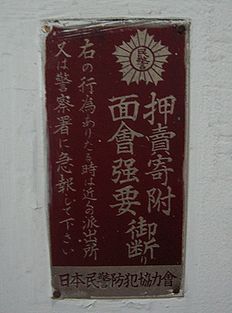 民警
押賣寄附
面會强要御断り
右の行為ありたる時は近くの派出所
又は警察署に急報して下さい
日本民警防犯協力會